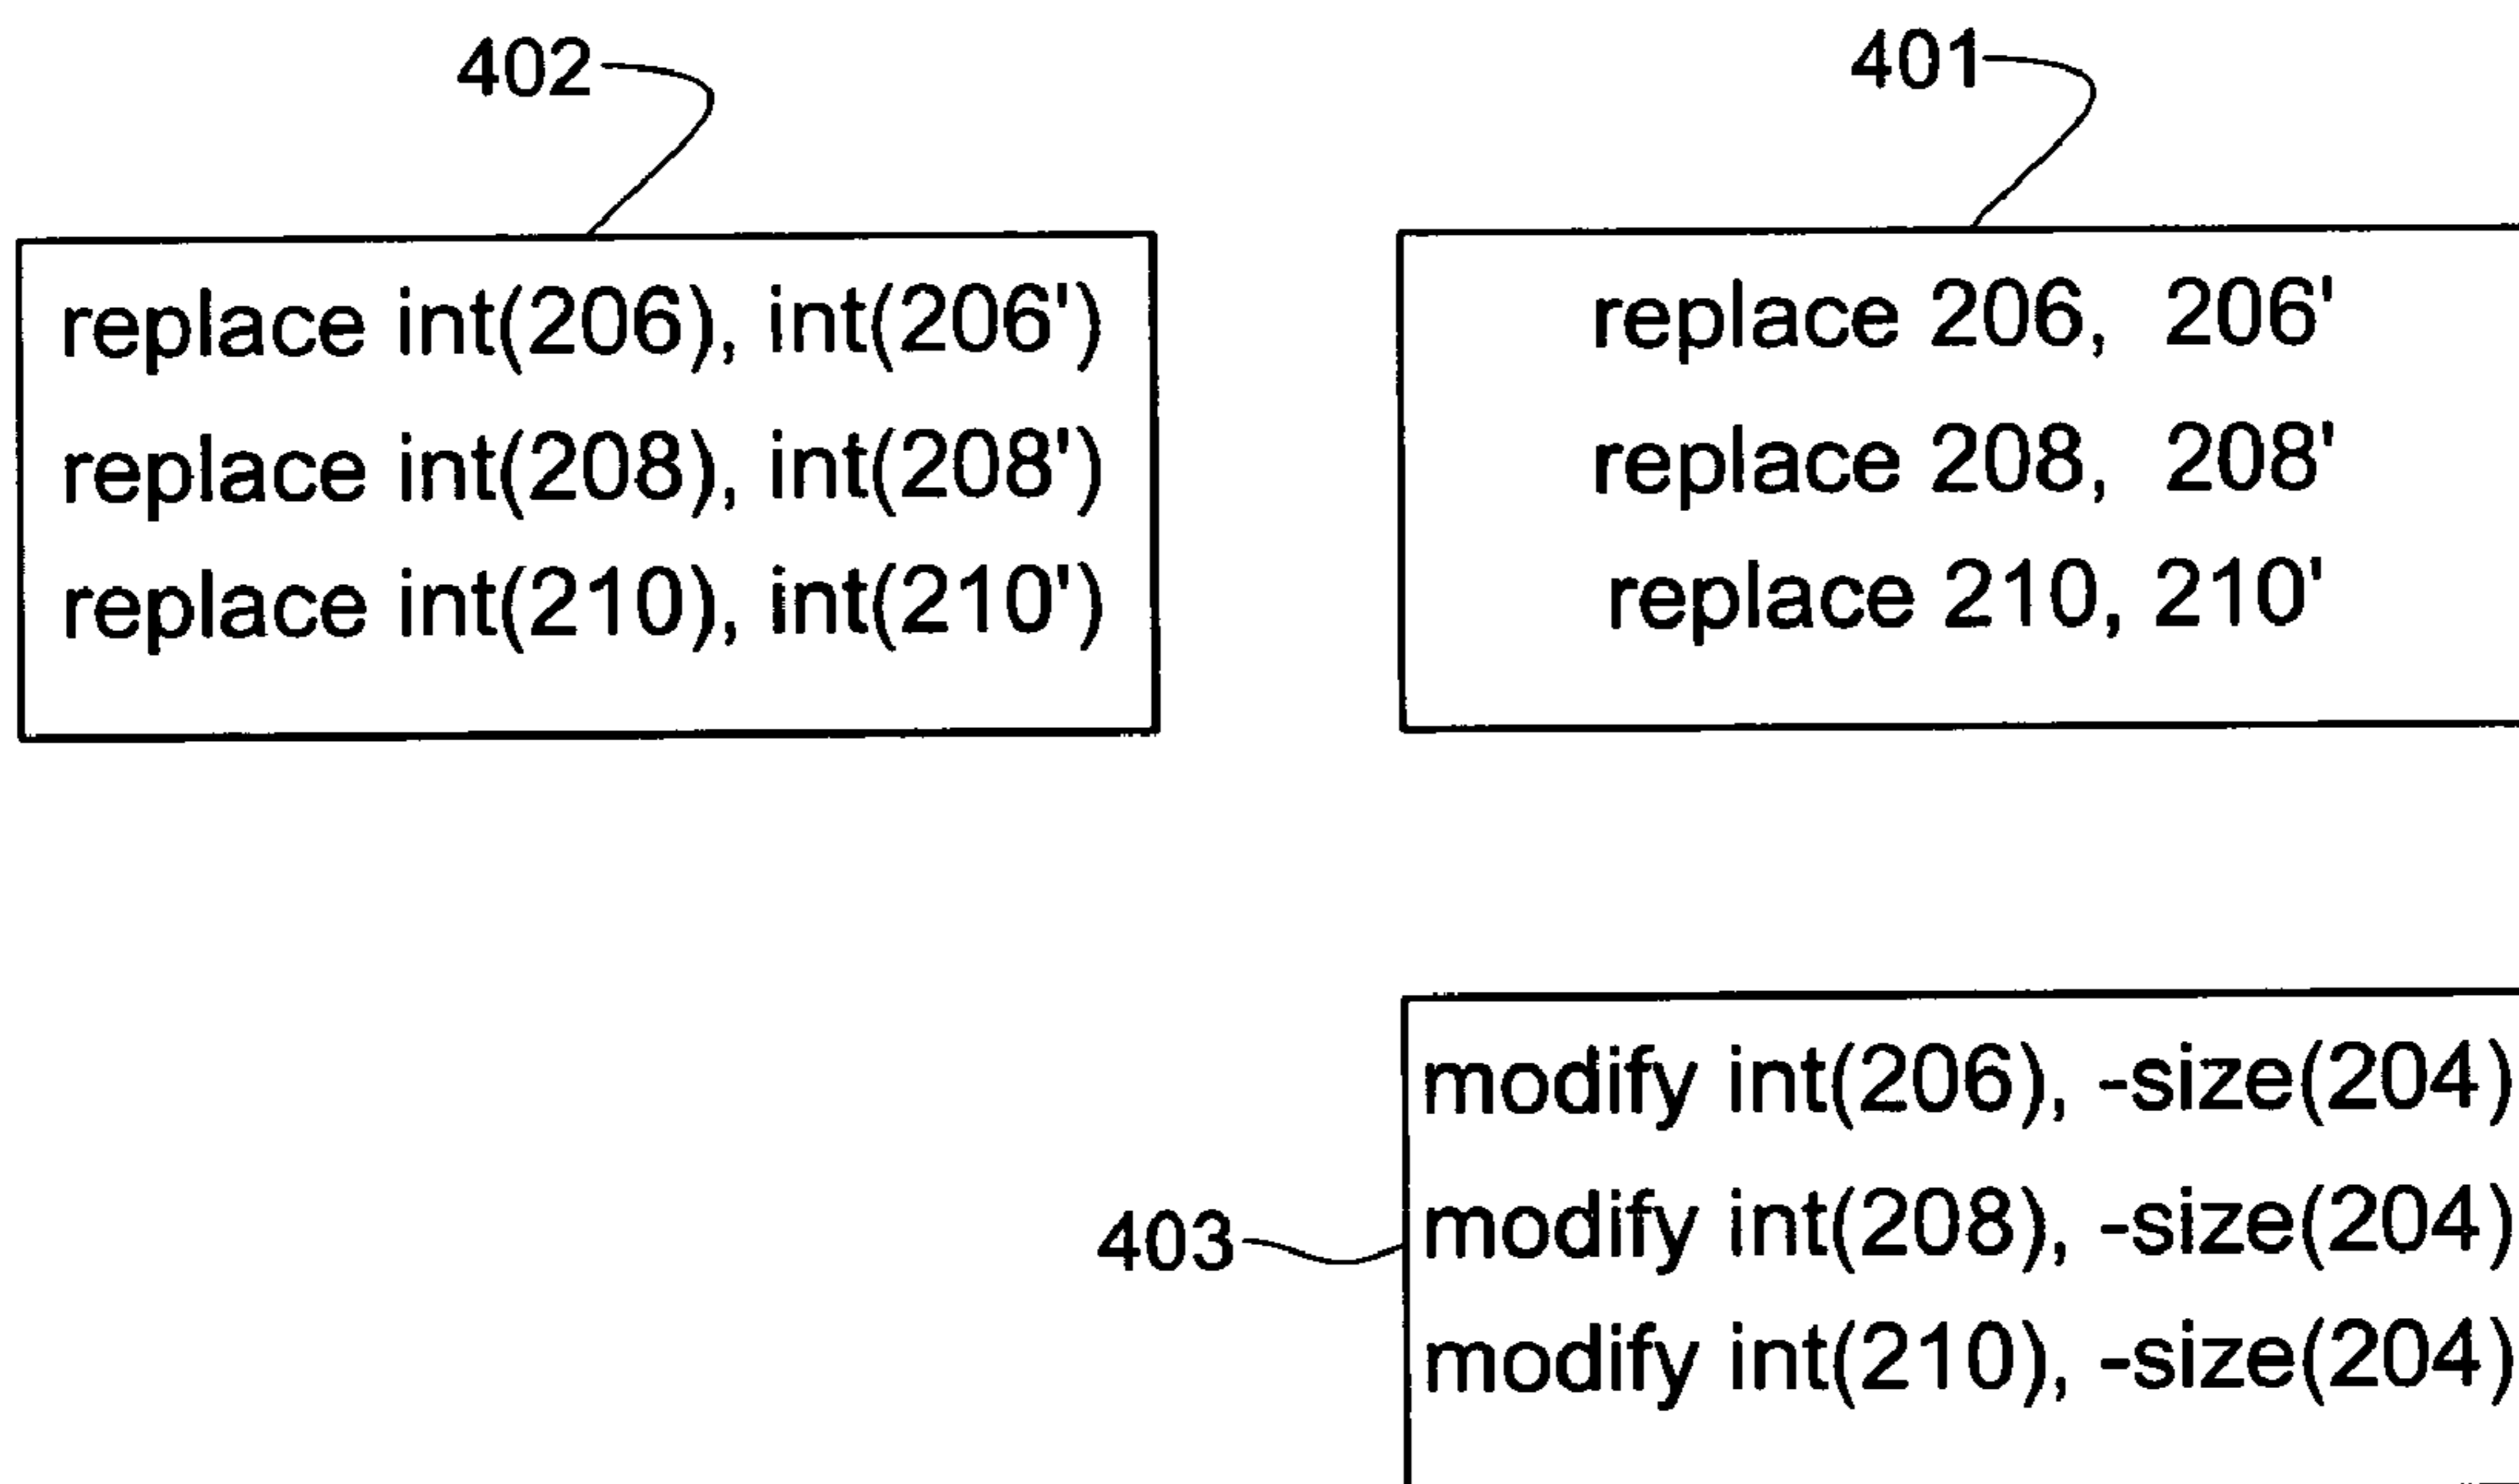 402
replace int(206), int(206')
replace int(208), int(208')
replace int(210), int(210')
401
replace 206, 206'
replace 208, 208'
replace 210, 210'
403
modify int(206), -size(204)
modify int(208), -size(204)
modify int(210), -size(204)